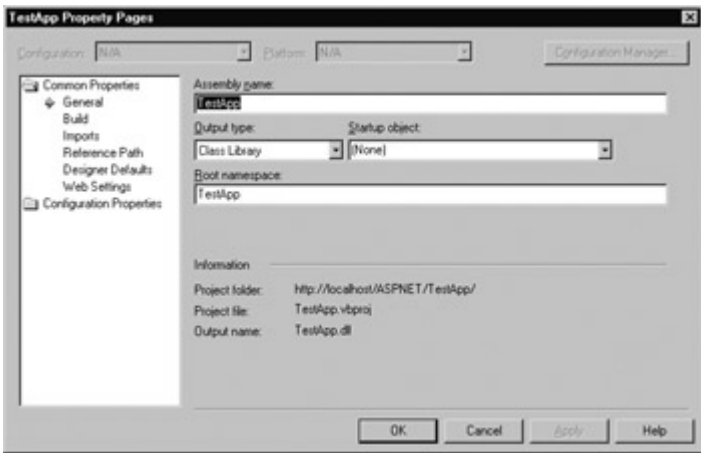 TestApp Property Pages
Configuration: N/A Platform: N/A Configuration Manager...
Common Properties
General
Build
Imports
Reference Path
Designer Defaults
Web Settings
Configuration Properties
Assembly name:
TestApp
Output type: Startup object:
Class Library (None)
Root namespace:
TestApp
Information
Project folder: http://localhost/ASPNET/TestApp/
Project file: TestApp.vbproj
Output name: TestApp.dll
OK Cancel Apply Help